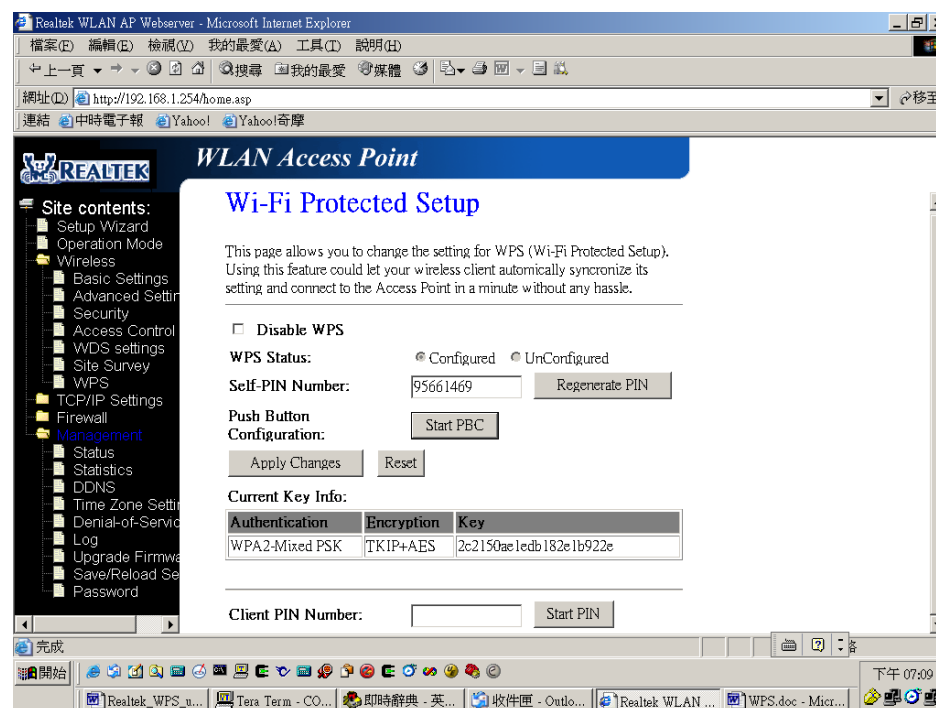 Realtek WLAN AP Webserver - Microsoft Internet Explorer
檔案(F) 編輯(E) 檢視(V) 我的最愛(A) 工具(T) 說明(H)
上一頁 搜尋 我的最愛 媒體
網址(D) http://192.168.1.254/home.asp 移至
連結 中時電子報 Yahoo! Yahoo!奇摩
REALTEK
WLAN Access Point
Site contents:
Setup Wizard
Operation Mode
Wireless
Basic Settings
Advanced Settin
Security
Access Control
WDS settings
Site Survey
WPS
TCP/IP Settings
Firewall
Management
Status
Statistics
DDNS
Time Zone Settin
Denial-of-Servic
Log
Upgrade Firmwa
Save/Reload Se
Password
Wi-Fi Protected Setup
This page allows you to change the setting for WPS (Wi-Fi Protected Setup).
Using this feature could let your wireless client automically syncronize its
setting and connect to the Access Point in a minute without any hassle.
Disable WPS
WPS Status: Configured UnConfigured
Self-PIN Number: 95661469 Regenerate PIN
Push Button
Configuration: Start PBC
Apply Changes Reset
Current Key Info:
Authentication Encryption Key
WPA2-Mixed PSK TKIP+AES 2c2150ae1edb182e1b922e
Client PIN Number: Start PIN
完成
開始 下午 07:09
Realtek_WPS_u... Tera Term - CO... 即時辭典 - 英... 收件匣 - Outlo... Realtek WLAN ... WPS.doc - Micr...